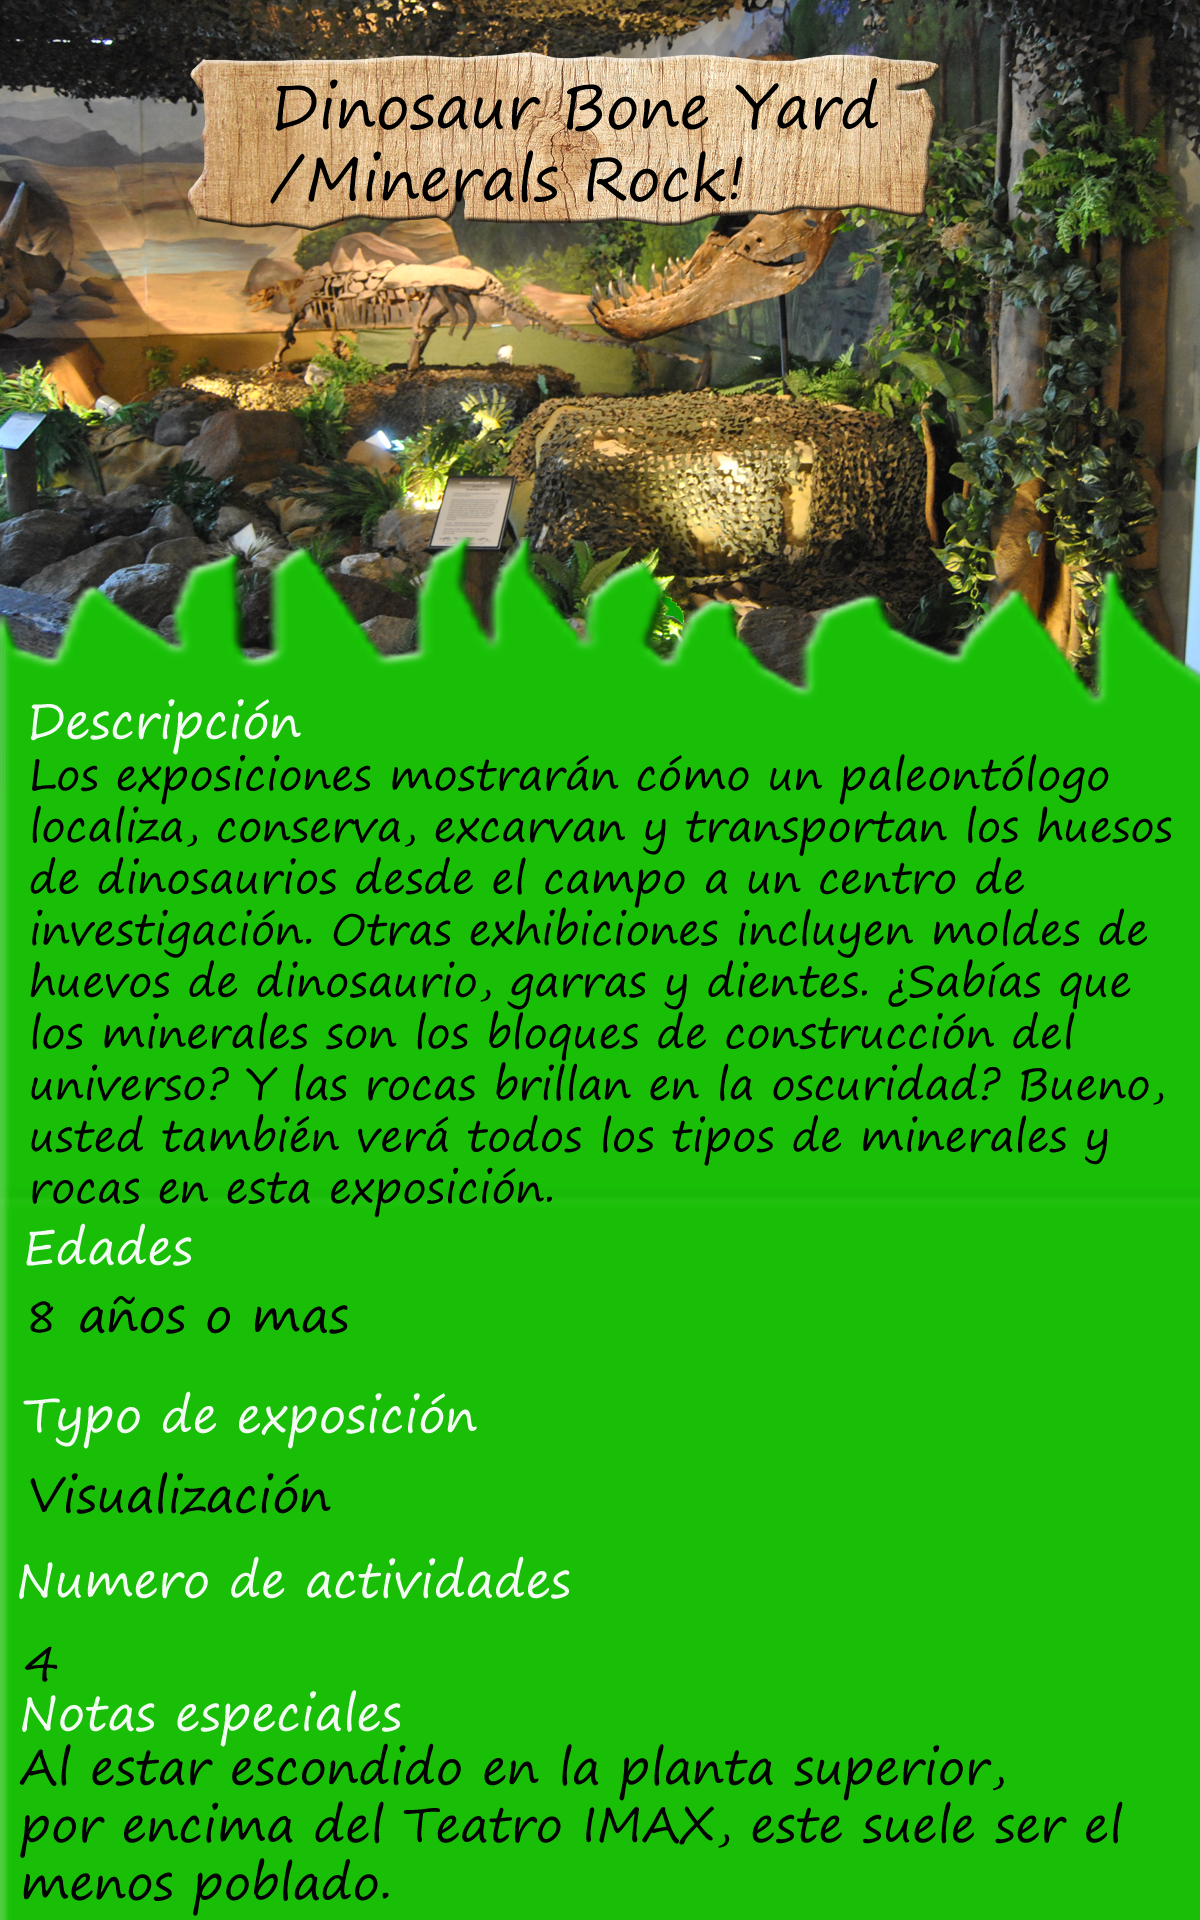 Dinosaur Bone Yard
/Minerals Rock!
Descripción
Los exposiciones mostrarán cómo un paleontólogo
localiza, conserva, excarvan y transportan los huesos
de dinosaurios desde el campo a un centro de
investigación. Otras exhibiciones incluyen moldes de
huevos de dinosaurio, garras y dientes. ¿Sabías que
los minerales son los bloques de construcción del
universo? Y las rocas brillan en la oscuridad? Bueno,
usted también verá todos los tipos de minerales y
rocas en esta exposición.
Edades
8 años o mas
Typo de exposición
Visualización
Numero de actividades
4
Notas especiales
Al estar escondido en la planta superior,
por encima del Teatro IMAX, este suele ser el
menos poblado.